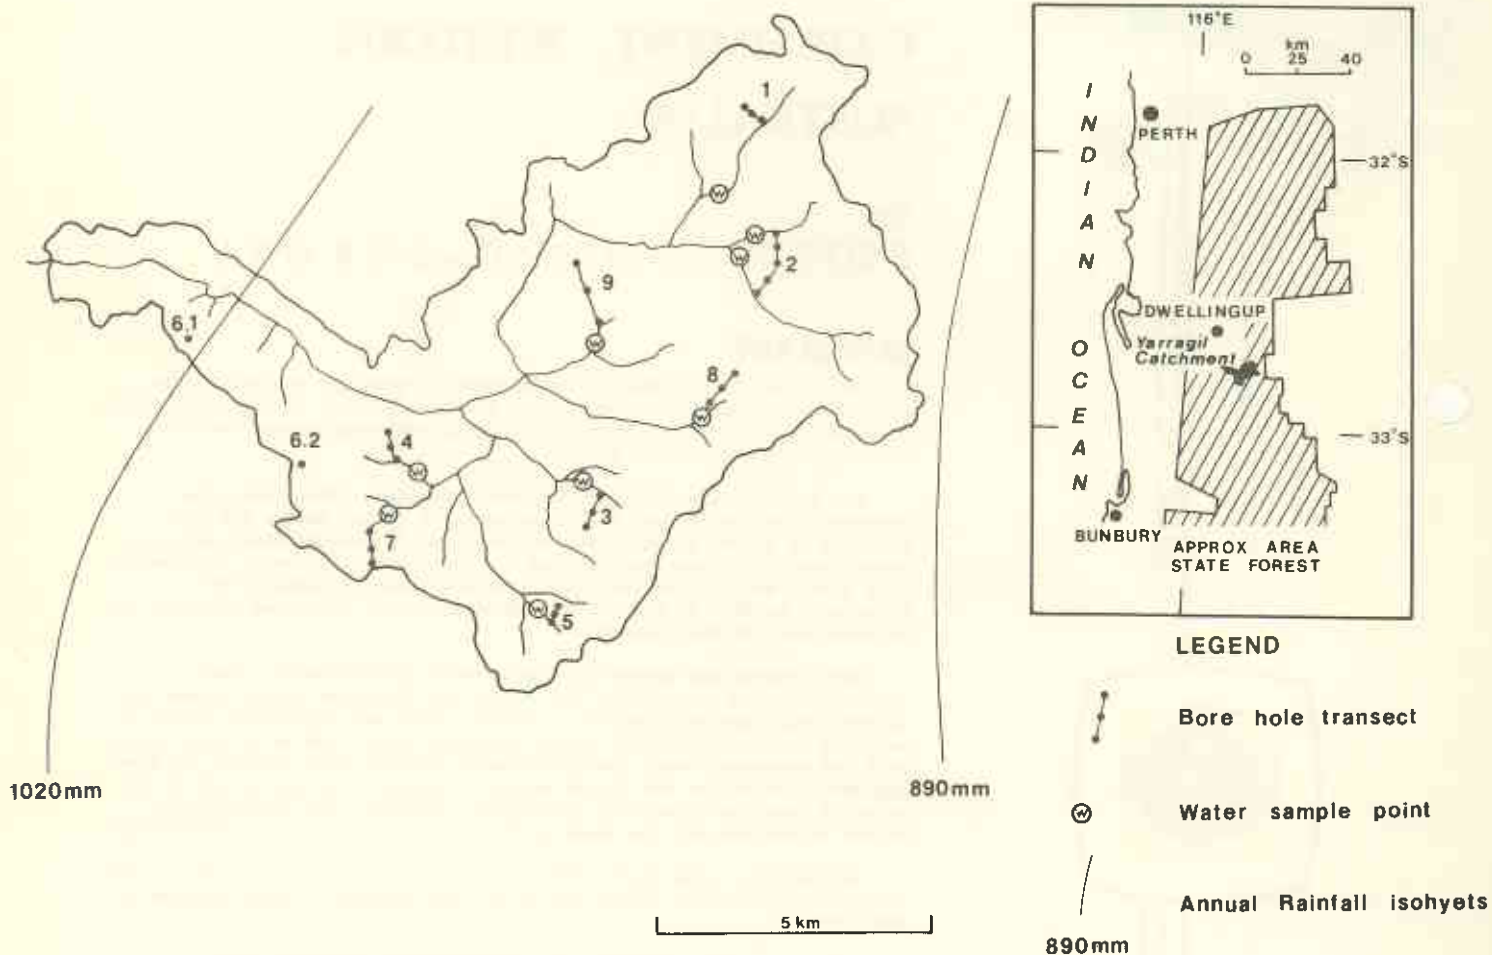 1
2
9
6.1
8
6.2
4
3
7
5
W
W
W
W
W
W
W
W
W
1020mm
890mm
5 km
116°E
km
0 25 40
INDIAN OCEAN
PERTH
32°S
DWELLINGUP
Yarragil
Catchment
33°S
BUNBURY
APPROX AREA
STATE FOREST
LEGEND
Bore hole transect
W Water sample point
Annual Rainfall isohyets
890mm